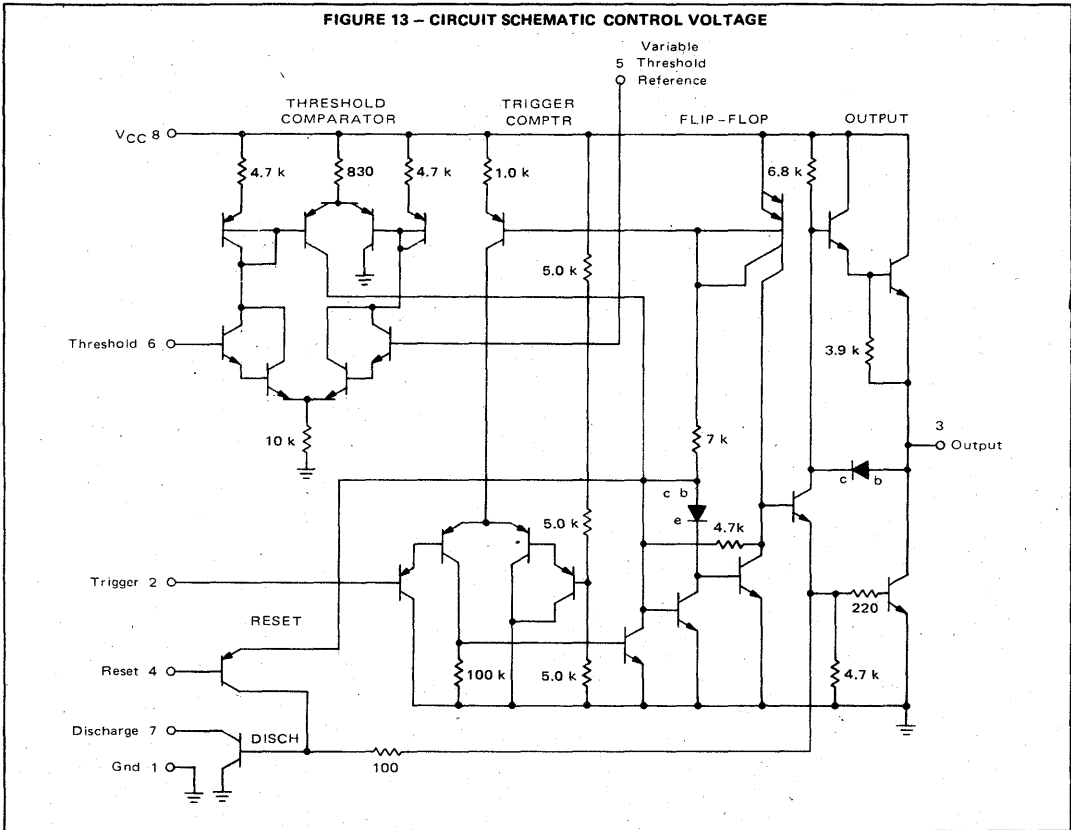 FIGURE 13 – CIRCUIT SCHEMATIC CONTROL VOLTAGE
Variable
5 Threshold
Reference
THRESHOLD
COMPARATOR
TRIGGER
COMPTR
FLIP-FLOP
OUTPUT
VCC 8
4.7 k
830
4.7 k
1.0 k
6.8 k
5.0 k
Threshold 6
3.9 k
10 k
7 k
3
Output
c b
c b
e
5.0 k
4.7k
Trigger 2
220
RESET
Reset 4
100 k
5.0 k
4.7 k
Discharge 7
DISCH
Gnd 1
100